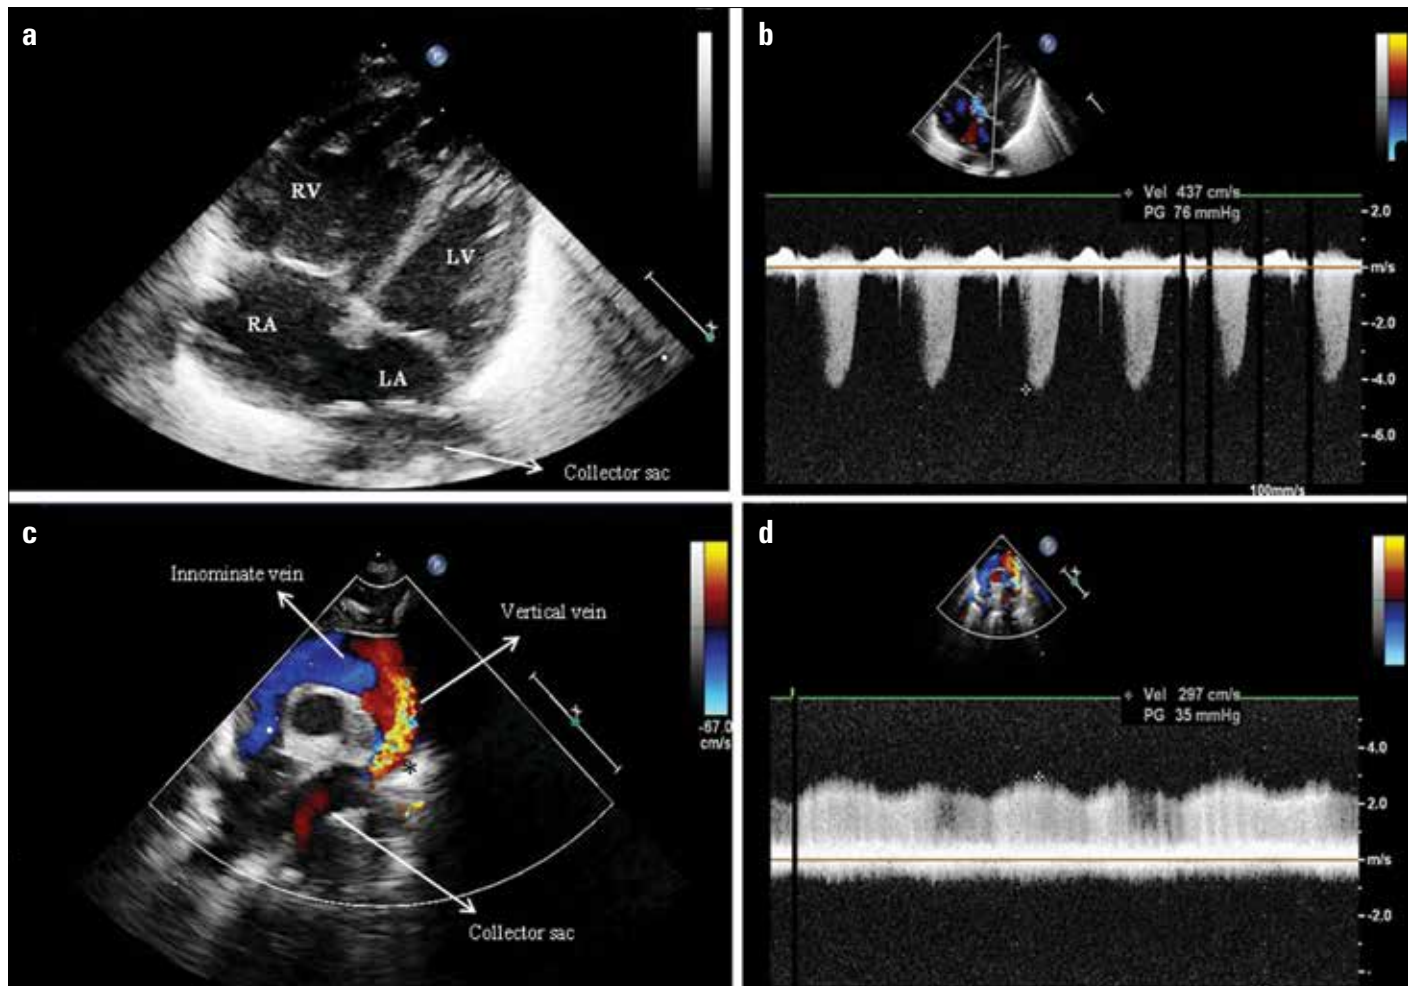 a
RV
LV
RA
LA
Collector sac
b
Vel 437 cm/s
PG 76 mmHg
2.0
m/s
-2.0
-4.0
-6.0
100mm/s
c
Innominate vein
Vertical vein
-67.0
cm/s
*
Collector sac
d
Vel 297 cm/s
PG 35 mmHg
4.0
2.0
m/s
-2.0